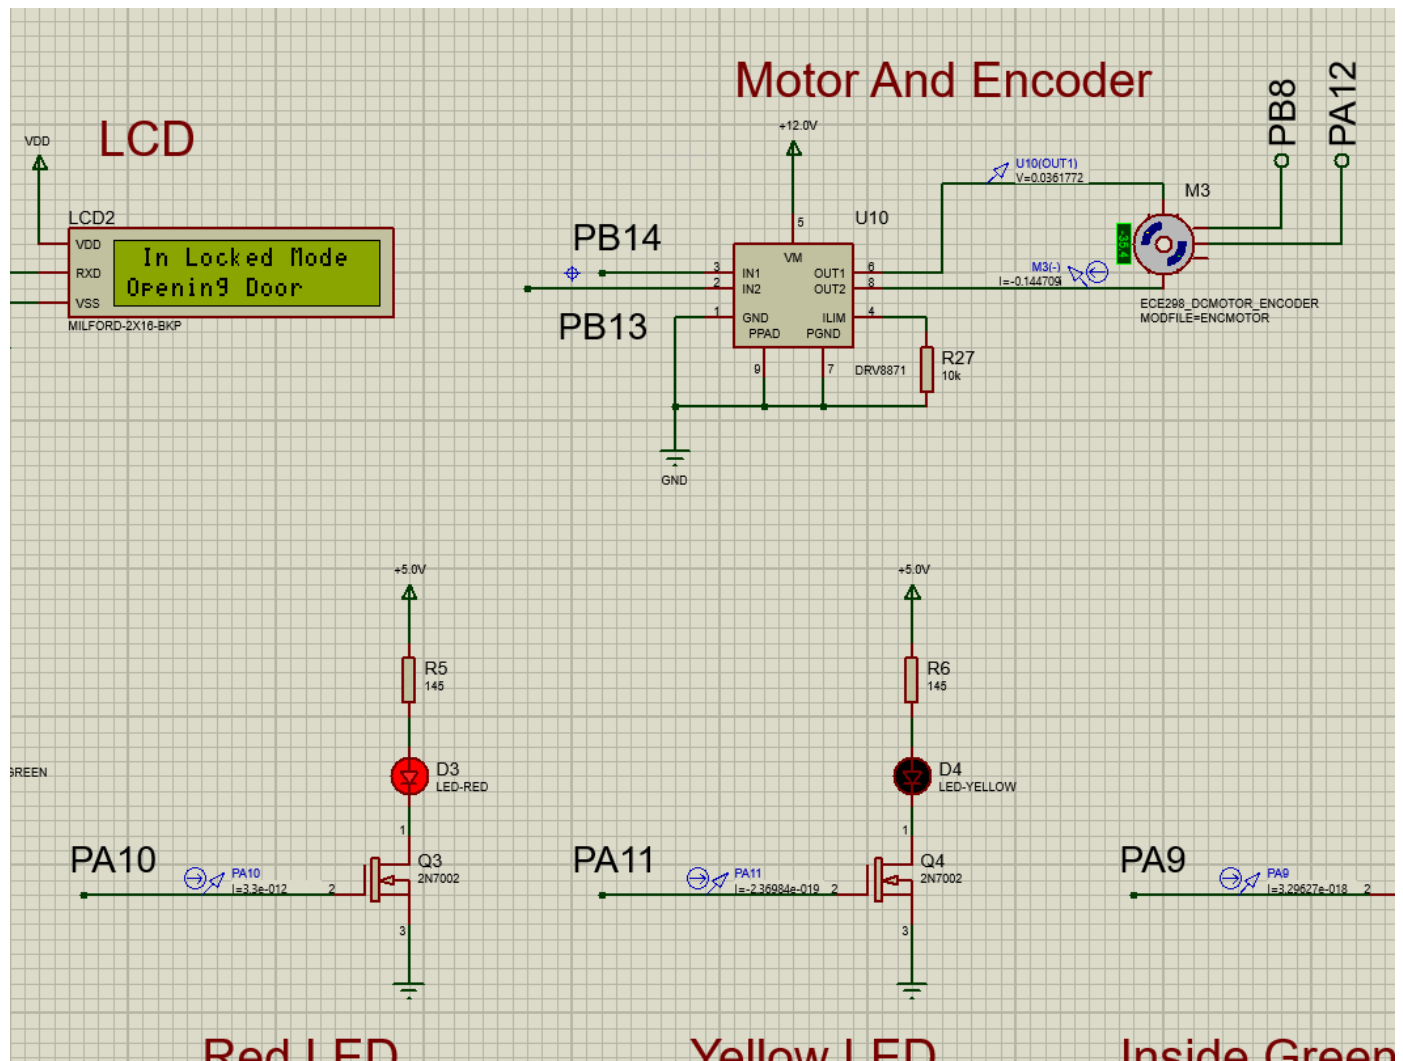 Motor And Encoder
LCD
VDD
+12.0V
PB8
PA12
U10(OUT1)
V=0.0361772
M3
LCD2
VDD
RXD
VSS
In Locked Mode
Opening Door
MILFORD-2X16-BKP
PB14
PB13
U10
5
VM
3
IN1
2
IN2
1
GND
PPAD
OUT1
6
OUT2
8
ILIM
4
PGND
9
7
DRV8871
M3(-)
I=-0.144709
-35.4
ECE298_DCMOTOR_ENCODER
MODFILE=ENCMOTOR
R27
10k
GND
+5.0V
+5.0V
R5
145
R6
145
GREEN
D3
LED-RED
D4
LED-YELLOW
1
1
PA10
PA10
I=3.3e-012
2
Q3
2N7002
3
PA11
PA11
I=-2.36984e-019
2
Q4
2N7002
3
PA9
PA9
I=3.29627e-018
2
Red LED
Yellow LED
Inside Green